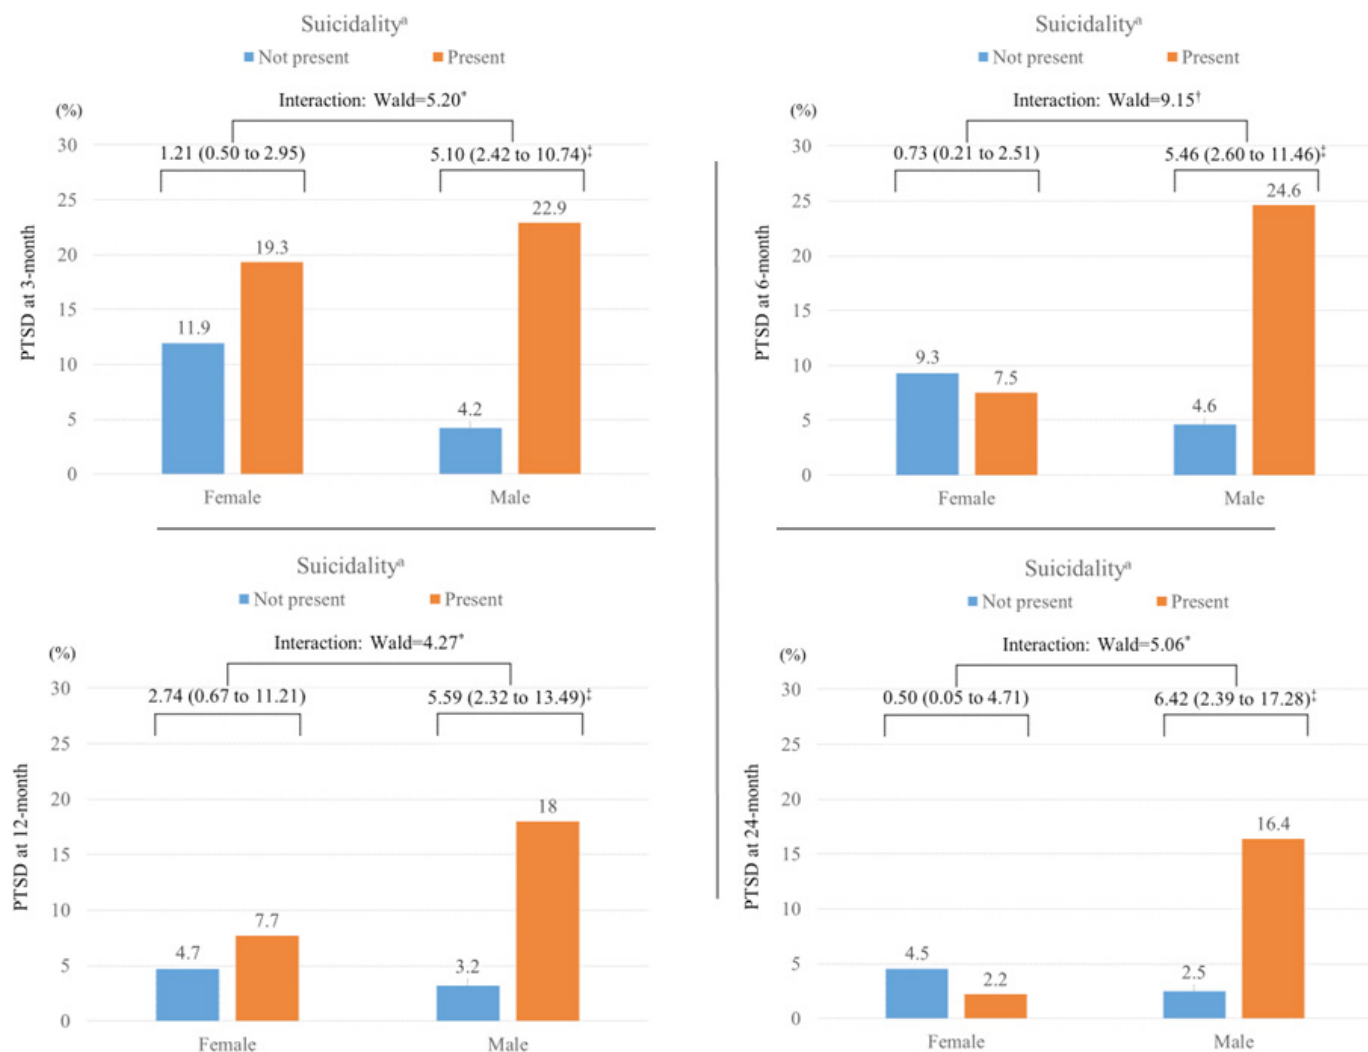 Suicidalityᵃ
Not present Present
Interaction: Wald=5.20*
(%)
1.21 (0.50 to 2.95) 5.10 (2.42 to 10.74)‡
30
25
20
15
10
5
0
PTSD at 3-month
11.9
19.3
4.2
22.9
Female Male
Suicidalityᵃ
Not present Present
Interaction: Wald=9.15†
(%)
0.73 (0.21 to 2.51) 5.46 (2.60 to 11.46)‡
30
25
20
15
10
5
0
PTSD at 6-month
9.3
7.5
4.6
24.6
Female Male
Suicidalityᵃ
Not present Present
Interaction: Wald=4.27*
(%)
2.74 (0.67 to 11.21) 5.59 (2.32 to 13.49)‡
30
25
20
15
10
5
0
PTSD at 12-month
4.7
7.7
3.2
18
Female Male
Suicidalityᵃ
Not present Present
Interaction: Wald=5.06*
(%)
0.50 (0.05 to 4.71) 6.42 (2.39 to 17.28)‡
30
25
20
15
10
5
0
PTSD at 24-month
4.5
2.2
2.5
16.4
Female Male